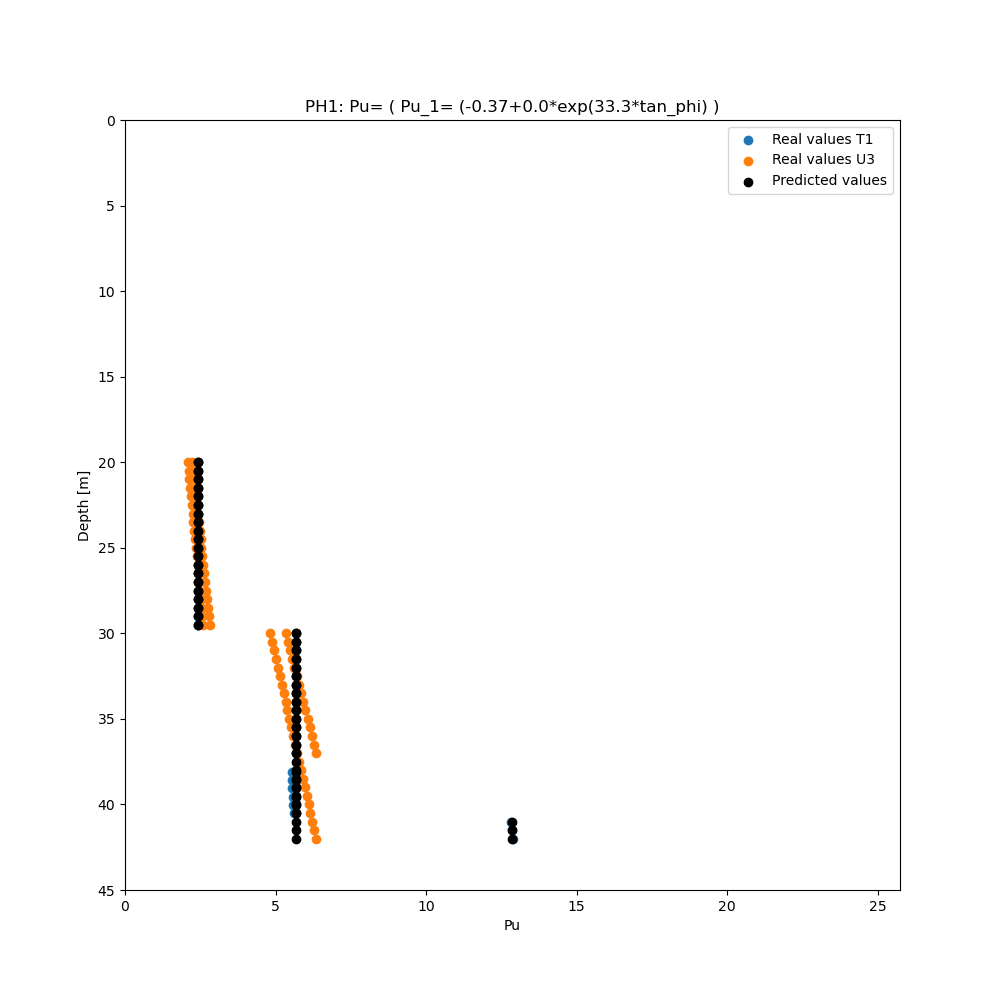 PH1: Pu= ( Pu_1= (-0.37+0.0*exp(33.3*tan_phi) )
Real values T1
Real values U3
Predicted values
0
5
10
15
20
25
30
35
40
45
Depth [m]
0 5 10 15 20 25
Pu